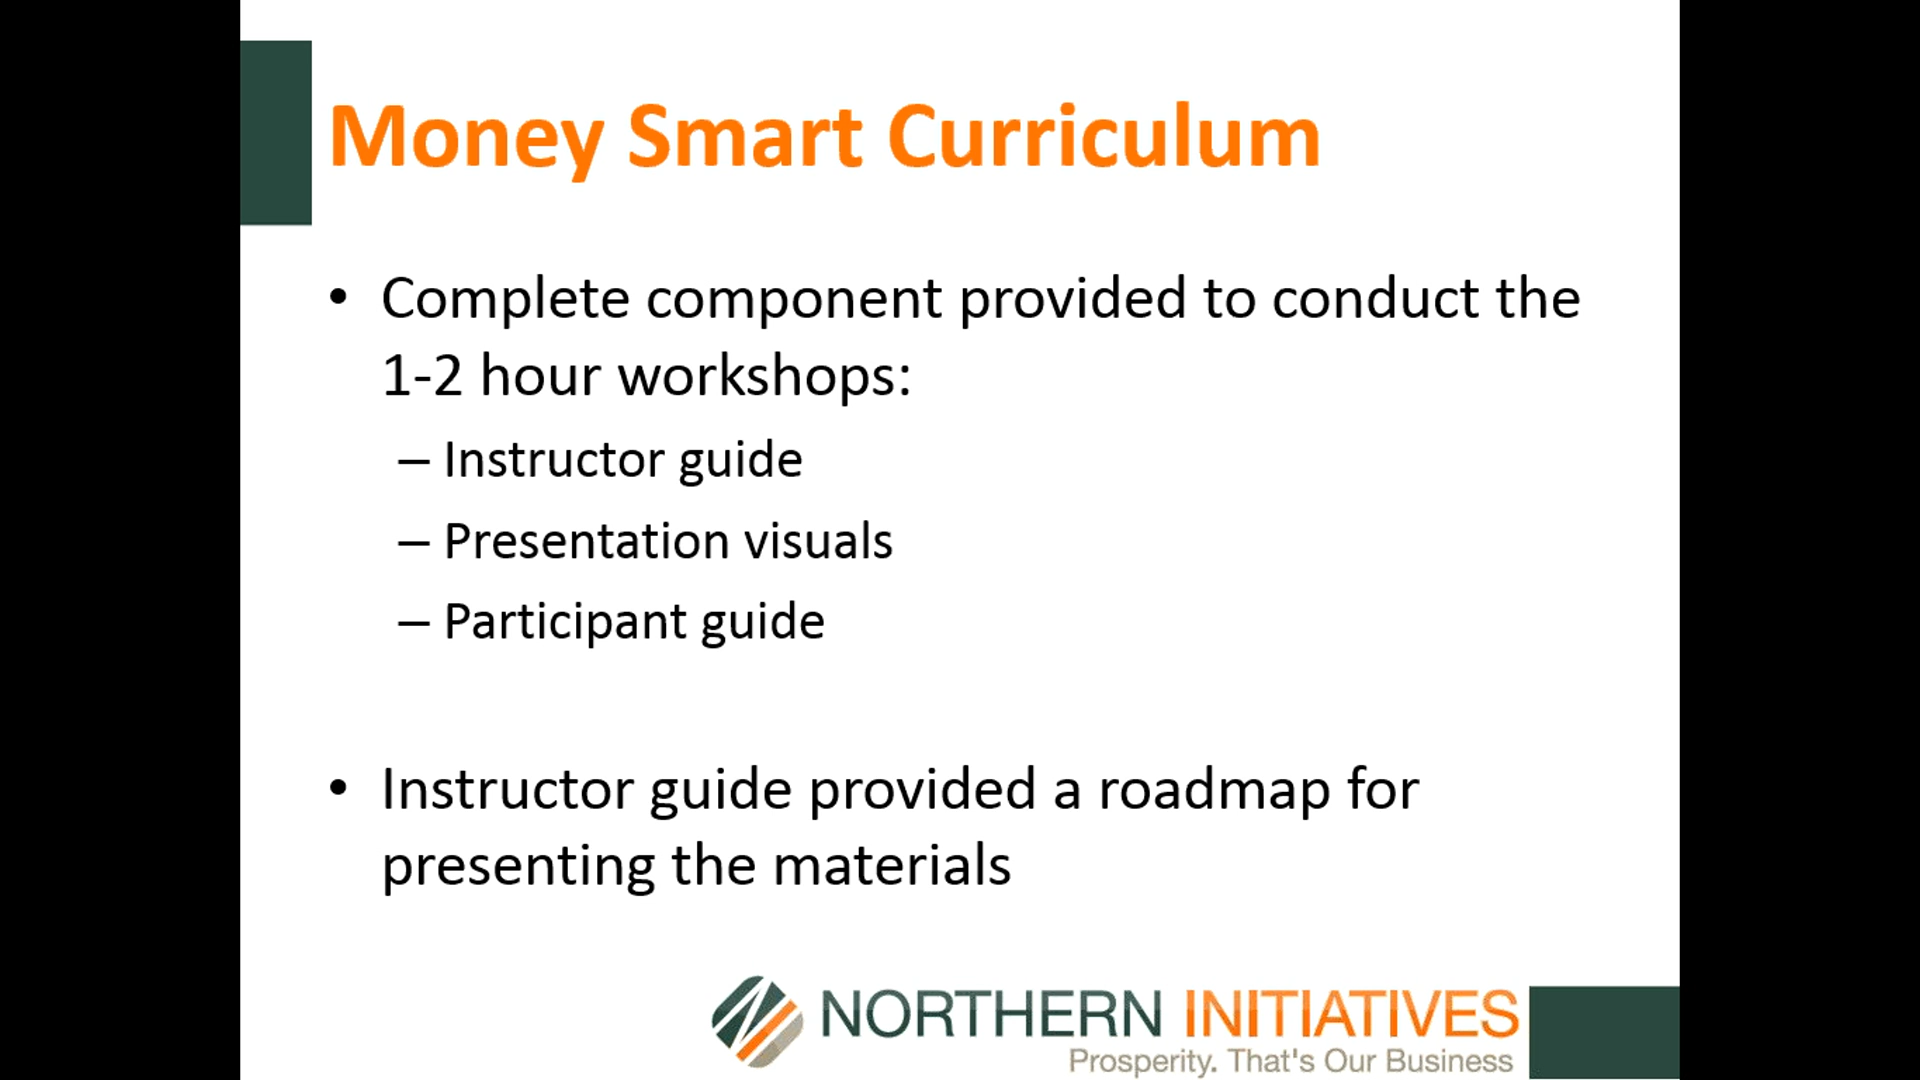 Money Smart Curriculum
• Complete component provided to conduct the
1-2 hour workshops:
– Instructor guide
– Presentation visuals
– Participant guide
• Instructor guide provided a roadmap for
presenting the materials
NORTHERN INITIATIVES
Prosperity. That's Our Business